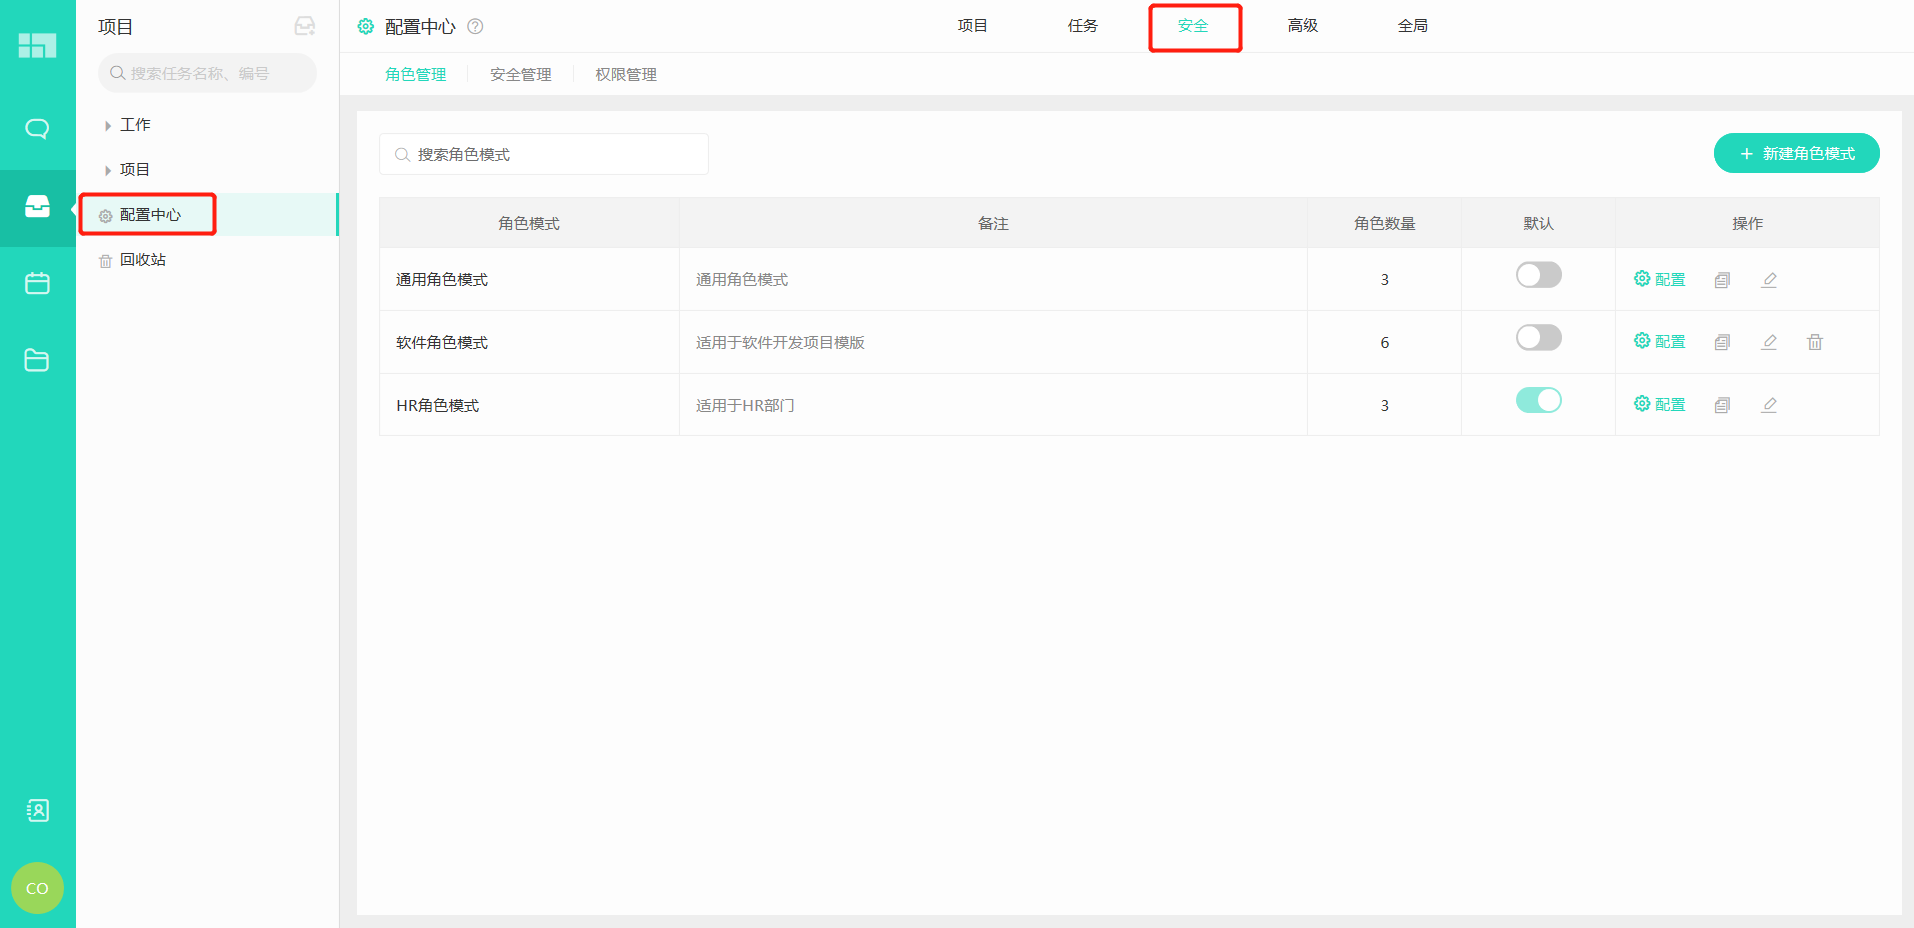 项目
搜索任务名称、编号
工作
项目
配置中心
回收站
CO
配置中心
项目 任务 安全 高级 全局
角色管理 安全管理 权限管理
搜索角色模式
新建角色模式
角色模式 备注 角色数量 默认 操作
通用角色模式 通用角色模式 3 配置
软件角色模式 适用于软件开发项目模版 6 配置
HR角色模式 适用于HR部门 3 配置